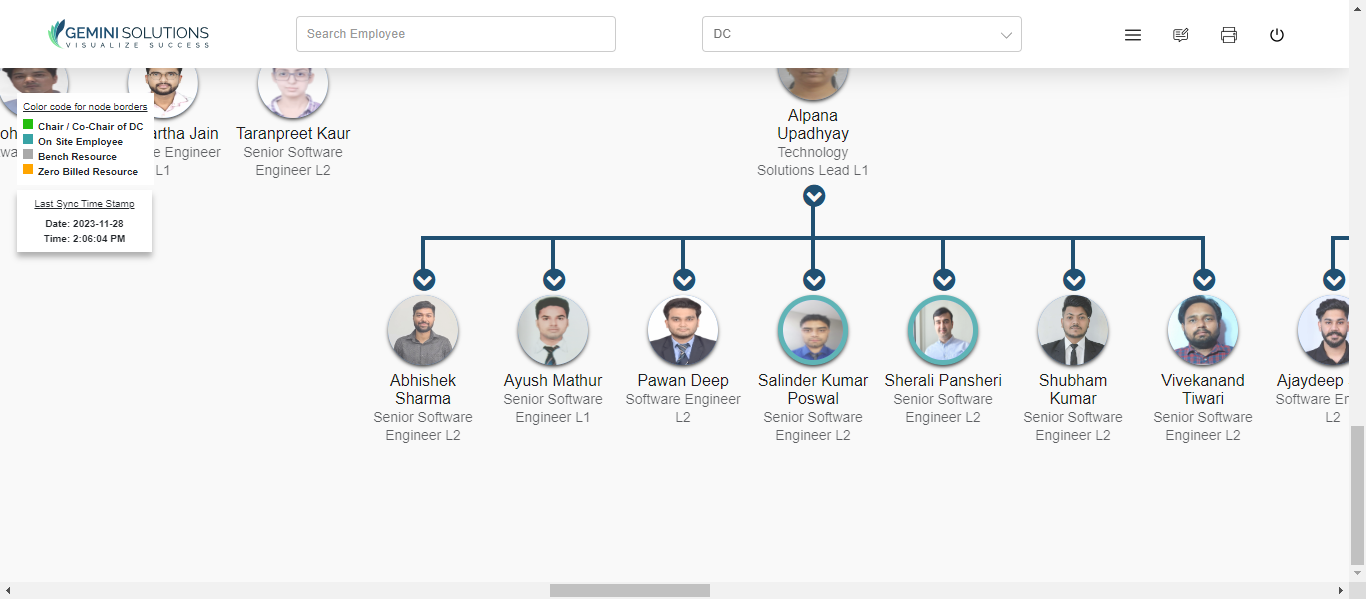 GEMINI SOLUTIONS
VISUALIZE SUCCESS
Search Employee
DC
Color code for node borders
Chair / Co-Chair of DC
On Site Employee
Bench Resource
Zero Billed Resource
Last Sync Time Stamp
Date: 2023-11-28
Time: 2:06:04 PM
artha Jain
e Engineer
L1
Taranpreet Kaur
Senior Software
Engineer L2
Alpana
Upadhyay
Technology
Solutions Lead L1
Abhishek
Sharma
Senior Software
Engineer L2
Ayush Mathur
Senior Software
Engineer L1
Pawan Deep
Software Engineer
L2
Salinder Kumar
Poswal
Senior Software
Engineer L2
Sherali Pansheri
Senior Software
Engineer L2
Shubham
Kumar
Senior Software
Engineer L2
Vivekanand
Tiwari
Senior Software
Engineer L2
Ajaydeep
Software En
L2